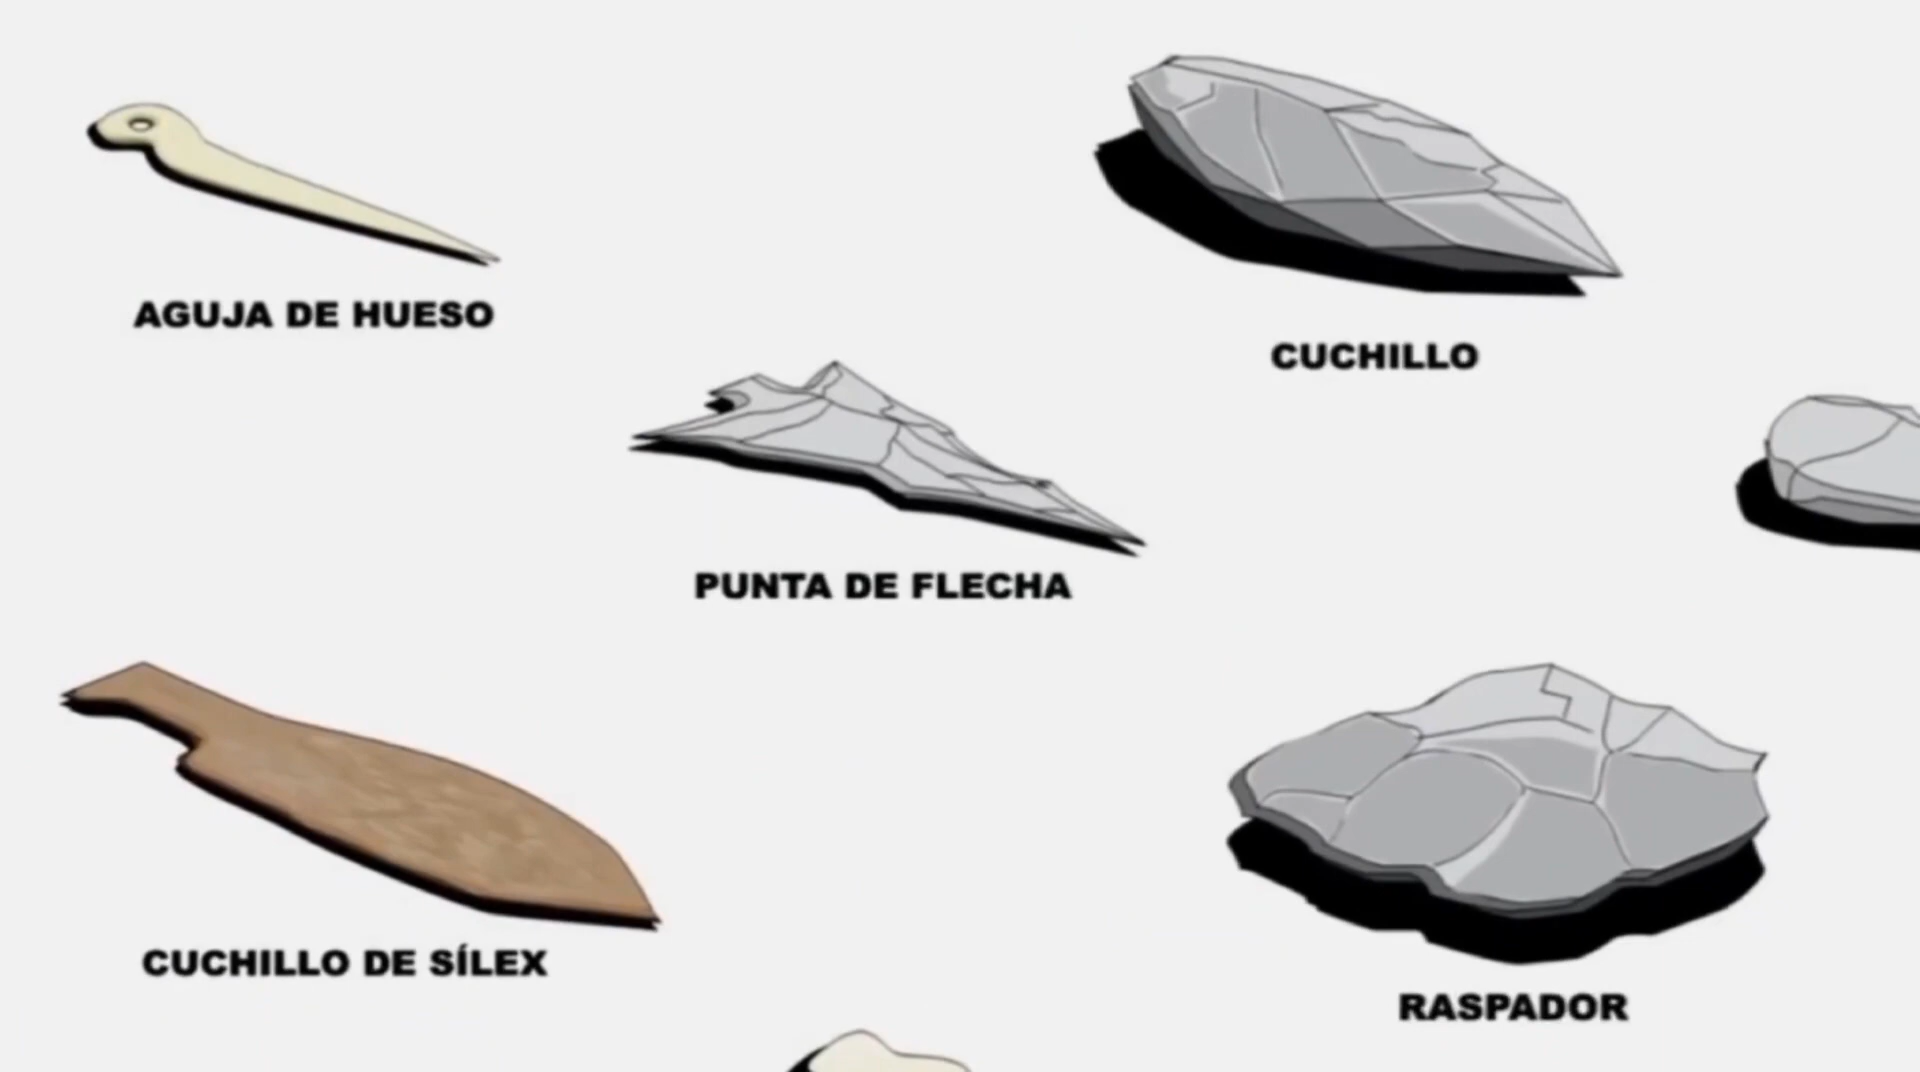 AGUJA DE HUESO
CUCHILLO
PUNTA DE FLECHA
CUCHILLO DE SÍLEX
RASPADOR